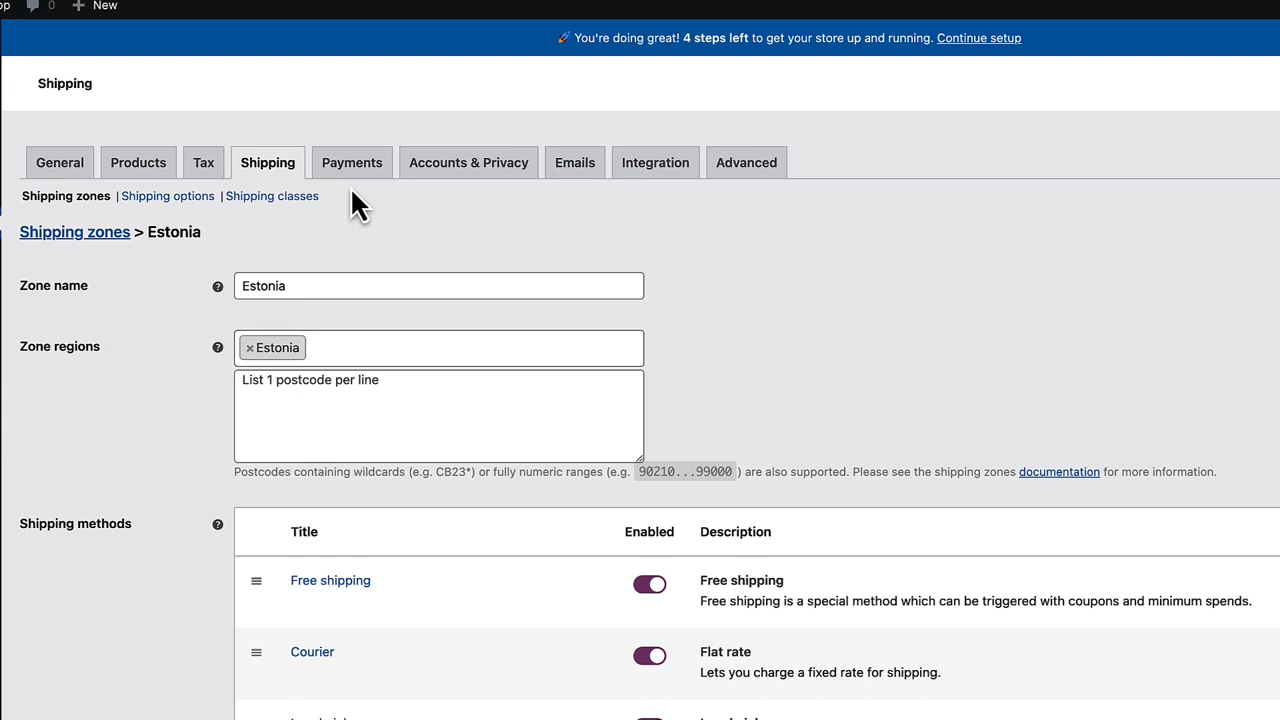 0 New
🚀 You're doing great! 4 steps left to get your store up and running. Continue setup
Shipping
General Products Tax Shipping Payments Accounts & Privacy Emails Integration Advanced
Shipping zones | Shipping options | Shipping classes
Shipping zones > Estonia
Zone name Estonia
Zone regions × Estonia
List 1 postcode per line
Postcodes containing wildcards (e.g. CB23*) or fully numeric ranges (e.g. 90210...99000) are also supported. Please see the shipping zones documentation for more information.
Shipping methods
Title Enabled Description
Free shipping Free shipping
Free shipping is a special method which can be triggered with coupons and minimum spends.
Courier Flat rate
Lets you charge a fixed rate for shipping.